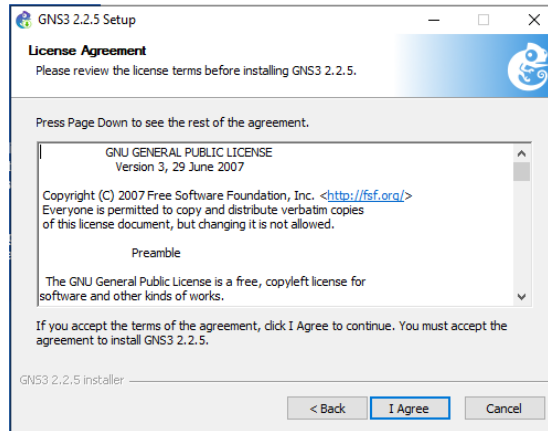 GNS3 2.2.5 Setup
License Agreement
Please review the license terms before installing GNS3 2.2.5.
Press Page Down to see the rest of the agreement.
GNU GENERAL PUBLIC LICENSE
Version 3, 29 June 2007
Copyright (C) 2007 Free Software Foundation, Inc. <http://fsf.org/>
Everyone is permitted to copy and distribute verbatim copies
of this license document, but changing it is not allowed.
Preamble
The GNU General Public License is a free, copyleft license for
software and other kinds of works.
If you accept the terms of the agreement, click I Agree to continue. You must accept the
agreement to install GNS3 2.2.5.
GNS3 2.2.5 installer
< Back I Agree Cancel